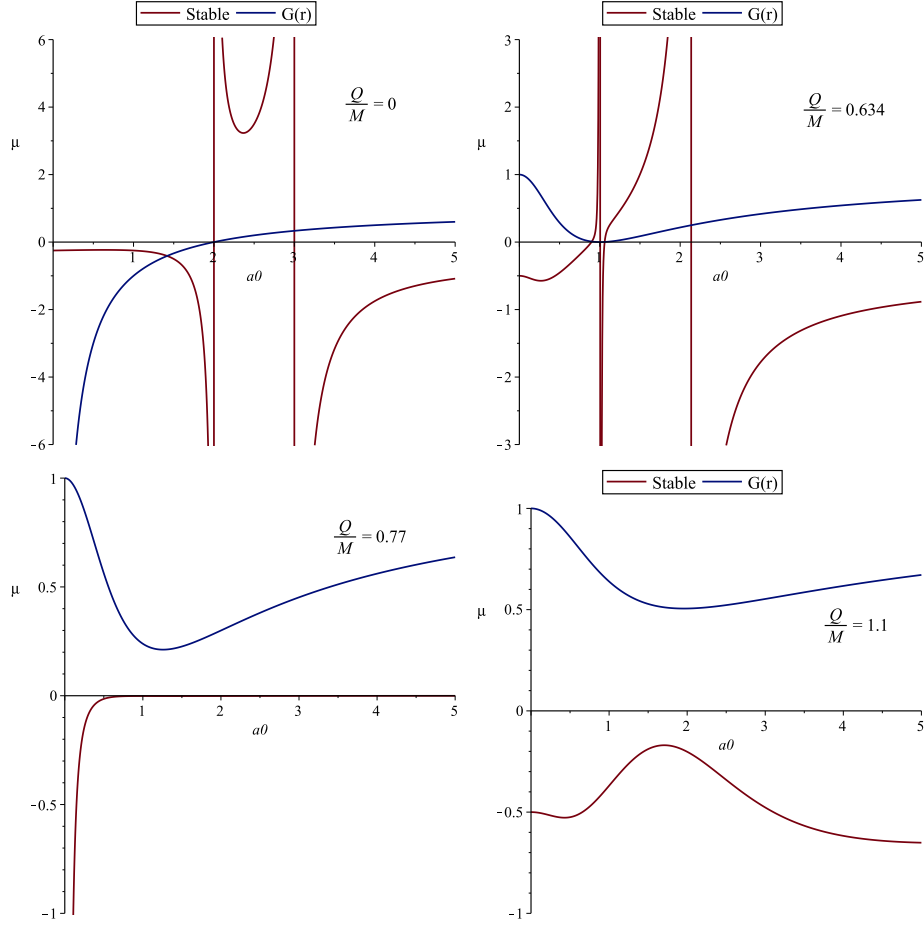 Stable G(r)
6
4
2
0
-2
-4
-6
μ
1 2 3 4 5
a0
Q/M = 0
Stable G(r)
3
2
1
0
-1
-2
-3
μ
1 2 3 4 5
a0
Q/M = 0.634
1
0.5
0
-0.5
-1
μ
1 2 3 4 5
a0
Q/M = 0.77
Stable G(r)
1
0.5
0
-0.5
-1
μ
1 2 3 4 5
a0
Q/M = 1.1